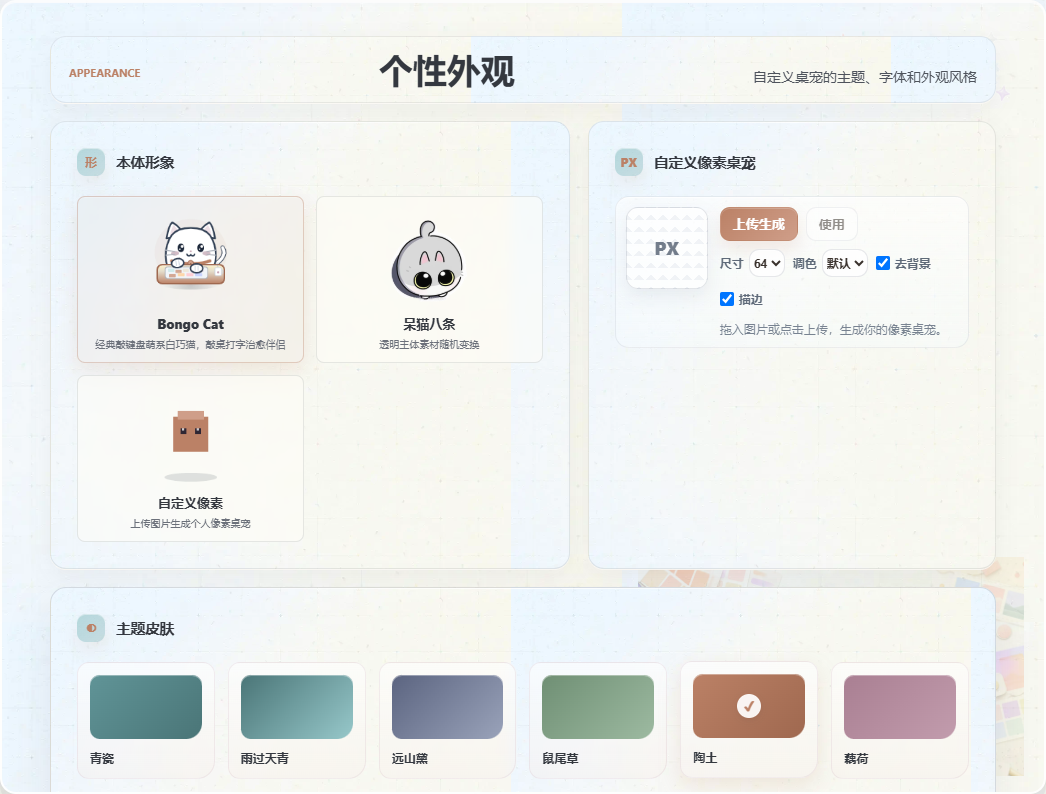 APPEARANCE
个性外观
自定义桌宠的主题、字体和外观风格
形
本体形象
Bongo Cat
经典敲键盘萌系白巧猫，敲桌打字治愈伴侣
呆猫八条
透明主体素材随机变换
自定义像素
上传图片生成个人像素桌宠
PX
自定义像素桌宠
PX
上传生成
使用
尺寸 64 调色 默认 去背景
描边
拖入图片或点击上传，生成你的像素桌宠。
主题皮肤
青瓷
雨过天青
远山黛
鼠尾草
陶土
藕荷